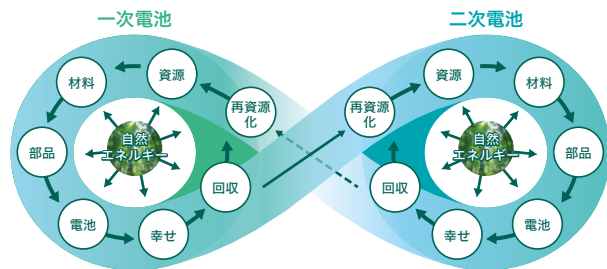 一次電池
二次電池
資源
材料
部品
電池
幸せ
回収
再資源
化
自然
エネルギー
再資源
化
資源
材料
部品
電池
幸せ
回収
自然
エネルギー